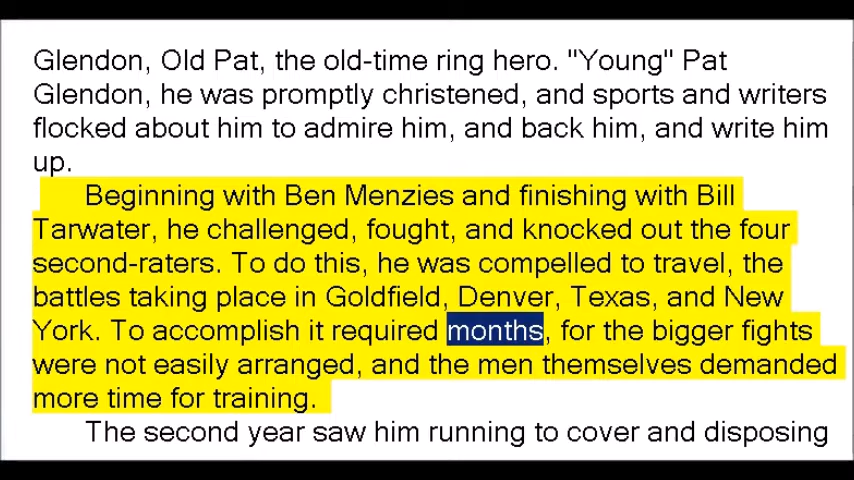 Glendon, Old Pat, the old-time ring hero. "Young" Pat
Glendon, he was promptly christened, and sports and writers
flocked about him to admire him, and back him, and write him
up.
Beginning with Ben Menzies and finishing with Bill
Tarwater, he challenged, fought, and knocked out the four
second-raters. To do this, he was compelled to travel, the
battles taking place in Goldfield, Denver, Texas, and New
York. To accomplish it required months, for the bigger fights
were not easily arranged, and the men themselves demanded
more time for training.
The second year saw him running to cover and disposing